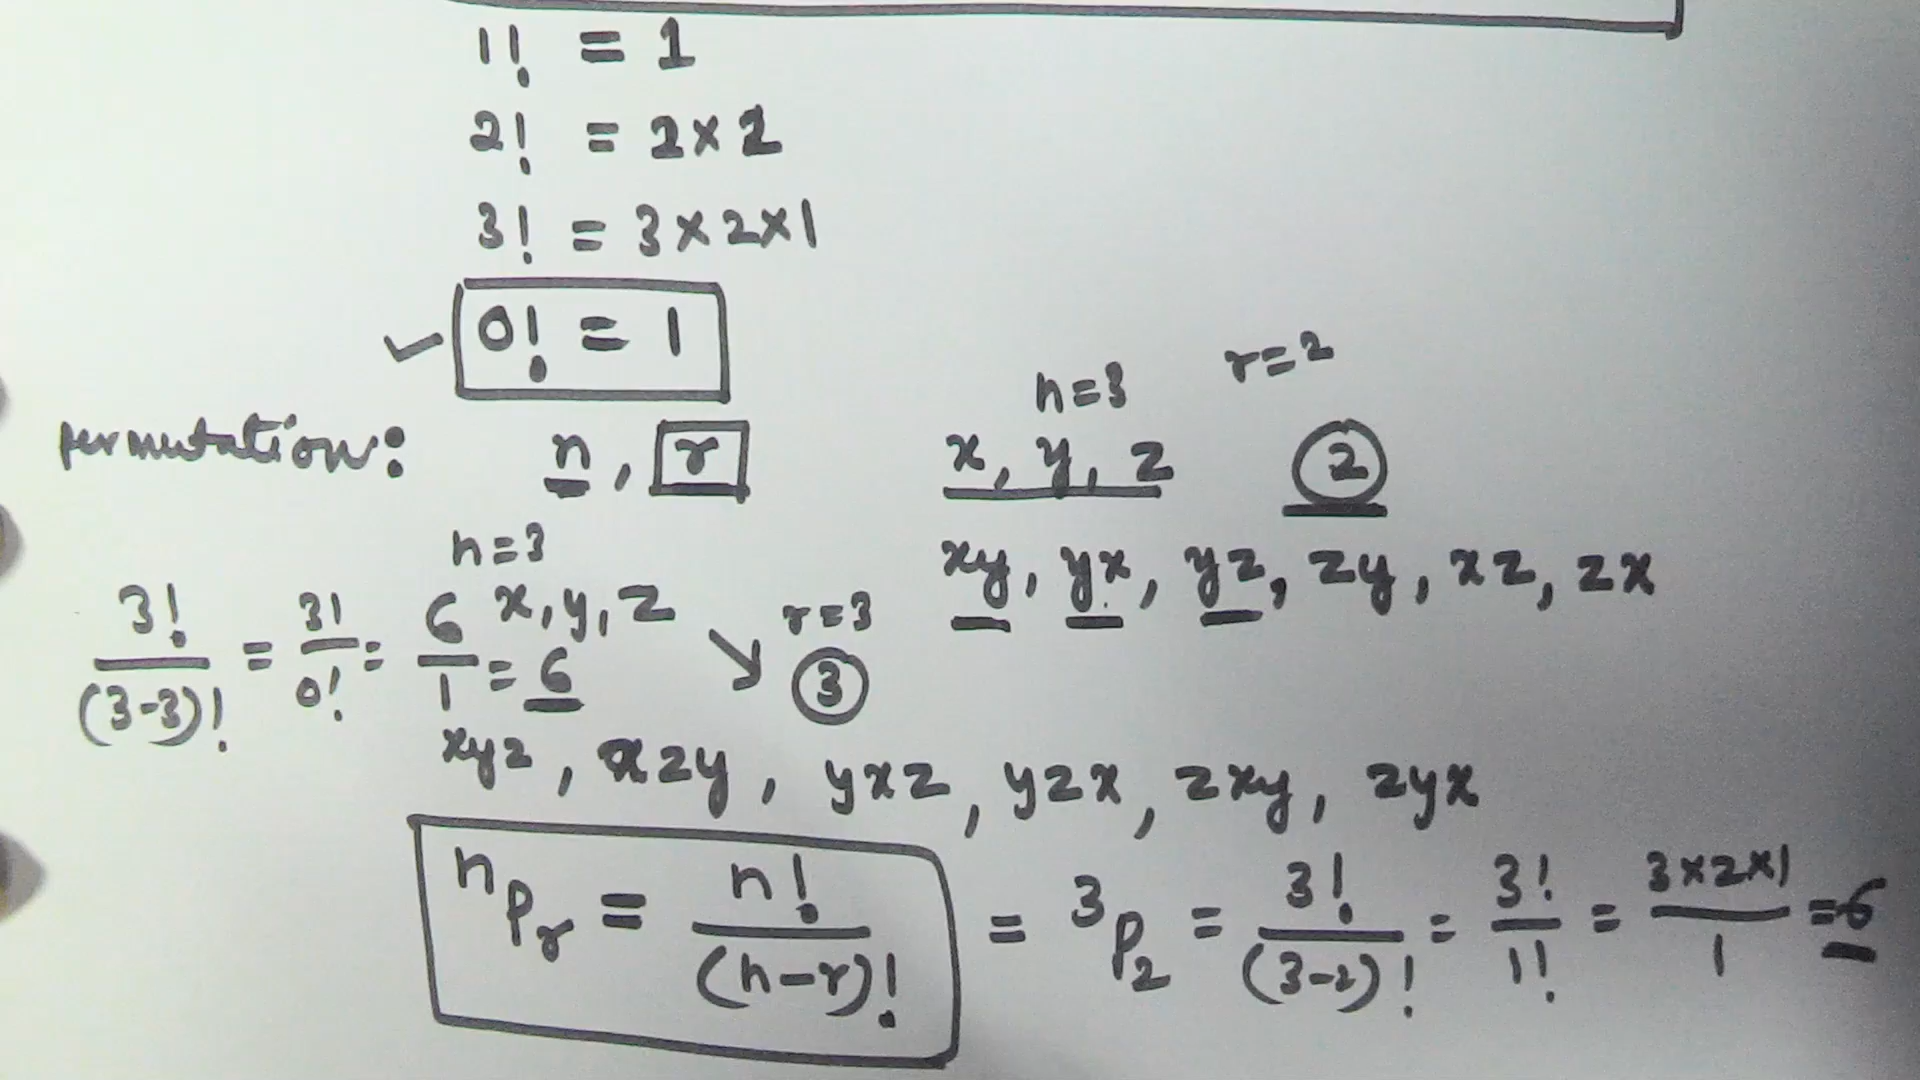 1! = 1
2! = 2 × 2
3! = 3 × 2 × 1
✓ 0! = 1
n=3 r=2
permutation: n, r x, y, z 2
xy, yx, yz, zy, xz, zx
n=3
x, y, z ↘ r=3 3
3!/(3-3)! = 3!/0! = 6/1 = 6
xyz, xzy, yxz, yzx, zxy, zyx
ⁿPᵣ = n!/(n-r)! = ³P₂ = 3!/(3-2)! = 3!/1! = 3×2×1/1 = 6